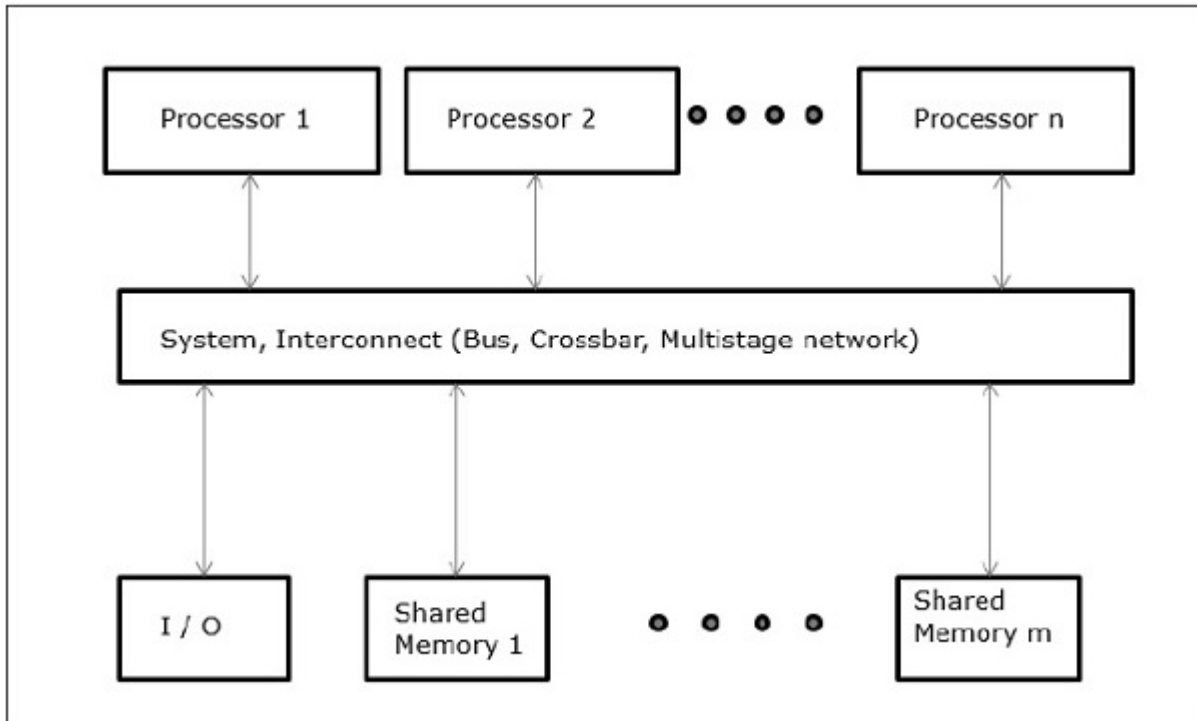 Processor 1
Processor 2
Processor n
System, Interconnect (Bus, Crossbar, Multistage network)
I / O
Shared
Memory 1
Shared
Memory m